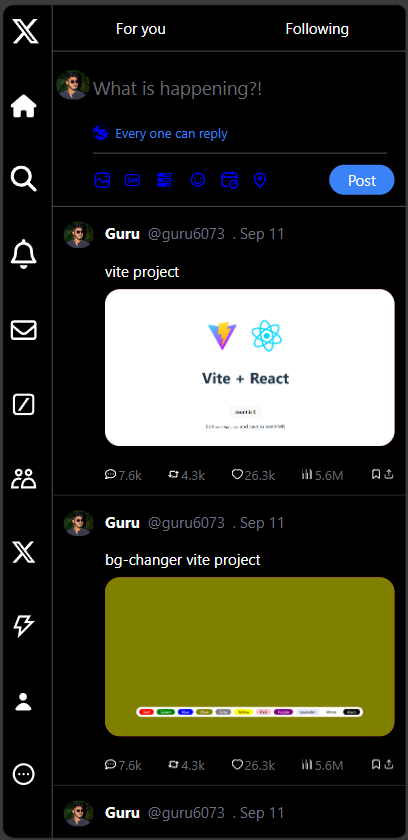 For you Following
What is happening?!
Every one can reply
GIF
Post
Guru @guru6073 . Sep 11
vite project
Vite + React
count is 0
Edit src/App.jsx and save to test HMR
7.6k 4.3k 26.3k 5.6M
Guru @guru6073 . Sep 11
bg-changer vite project
Red Green Blue Olive Gray Yellow Pink Purple Lavender White Black
7.6k 4.3k 26.3k 5.6M
Guru @guru6073 . Sep 11